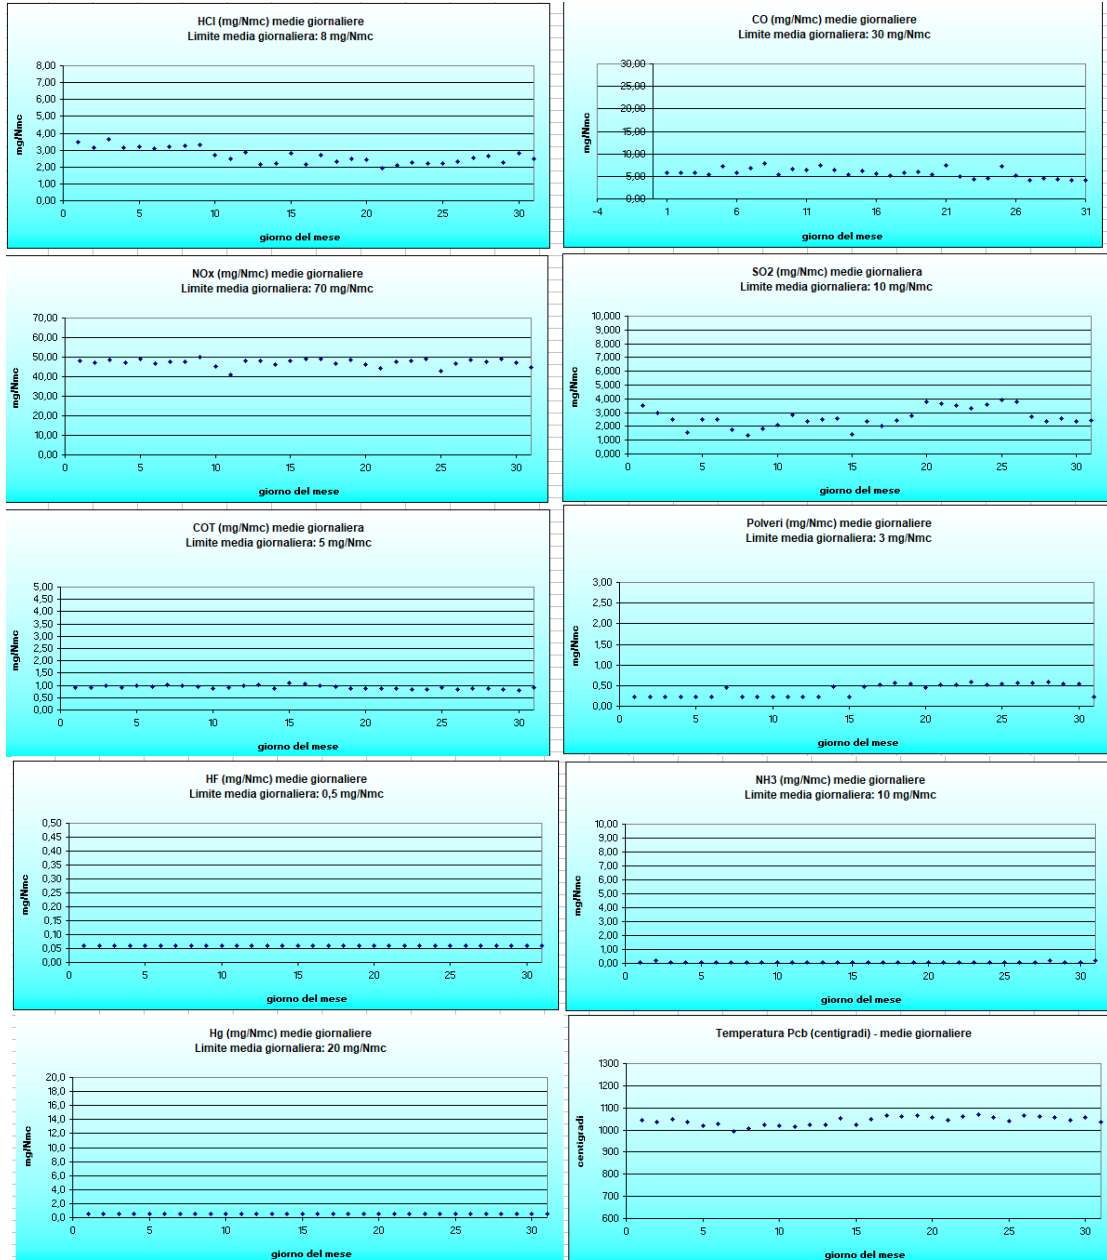 HCl (mg/Nmc) medie giornaliere
Limite media giornaliera: 8 mg/Nmc
8,00
7,00
6,00
5,00
4,00
3,00
2,00
1,00
0,00
mg/Nmc
0 5 10 15 20 25 30
giorno del mese
CO (mg/Nmc) medie giornaliere
Limite media giornaliera: 30 mg/Nmc
30,00
25,00
20,00
15,00
10,00
5,00
0,00
mg/Nmc
-4 1 6 11 16 21 26 31
giorno del mese
NOx (mg/Nmc) medie giornaliere
Limite media giornaliera: 70 mg/Nmc
70,00
60,00
50,00
40,00
30,00
20,00
10,00
0,00
mg/Nmc
0 5 10 15 20 25 30
giorno del mese
SO2 (mg/Nmc) medie giornaliera
Limite media giornaliera: 10 mg/Nmc
10,000
9,000
8,000
7,000
6,000
5,000
4,000
3,000
2,000
1,000
0,000
mg/Nmc
0 5 10 15 20 25 30
giorno del mese
COT (mg/Nmc) medie giornaliera
Limite media giornaliera: 5 mg/Nmc
5,00
4,50
4,00
3,50
3,00
2,50
2,00
1,50
1,00
0,50
0,00
mg/Nmc
0 5 10 15 20 25 30
giorno del mese
Polveri (mg/Nmc) medie giornaliere
Limite media giornaliera: 3 mg/Nmc
3,00
2,50
2,00
1,50
1,00
0,50
0,00
mg/Nmc
0 5 10 15 20 25 30
giorno del mese
HF (mg/Nmc) medie giornaliere
Limite media giornaliera: 0,5 mg/Nmc
0,50
0,45
0,40
0,35
0,30
0,25
0,20
0,15
0,10
0,05
0,00
mg/Nmc
0 5 10 15 20 25 30
giorno del mese
NH3 (mg/Nmc) medie giornaliere
Limite media giornaliera: 10 mg/Nmc
10,00
9,00
8,00
7,00
6,00
5,00
4,00
3,00
2,00
1,00
0,00
mg/Nmc
0 5 10 15 20 25 30
giorno del mese
Hg (mg/Nmc) medie giornaliere
Limite media giornaliera: 20 mg/Nmc
20,0
18,0
16,0
14,0
12,0
10,0
8,0
6,0
4,0
2,0
0,0
mg/Nmc
0 5 10 15 20 25 30
giorno del mese
Temperatura Pcb (centigradi) - medie giornaliere
1300
1200
1100
1000
900
800
700
600
centigradi
0 5 10 15 20 25 30
giorno del mese